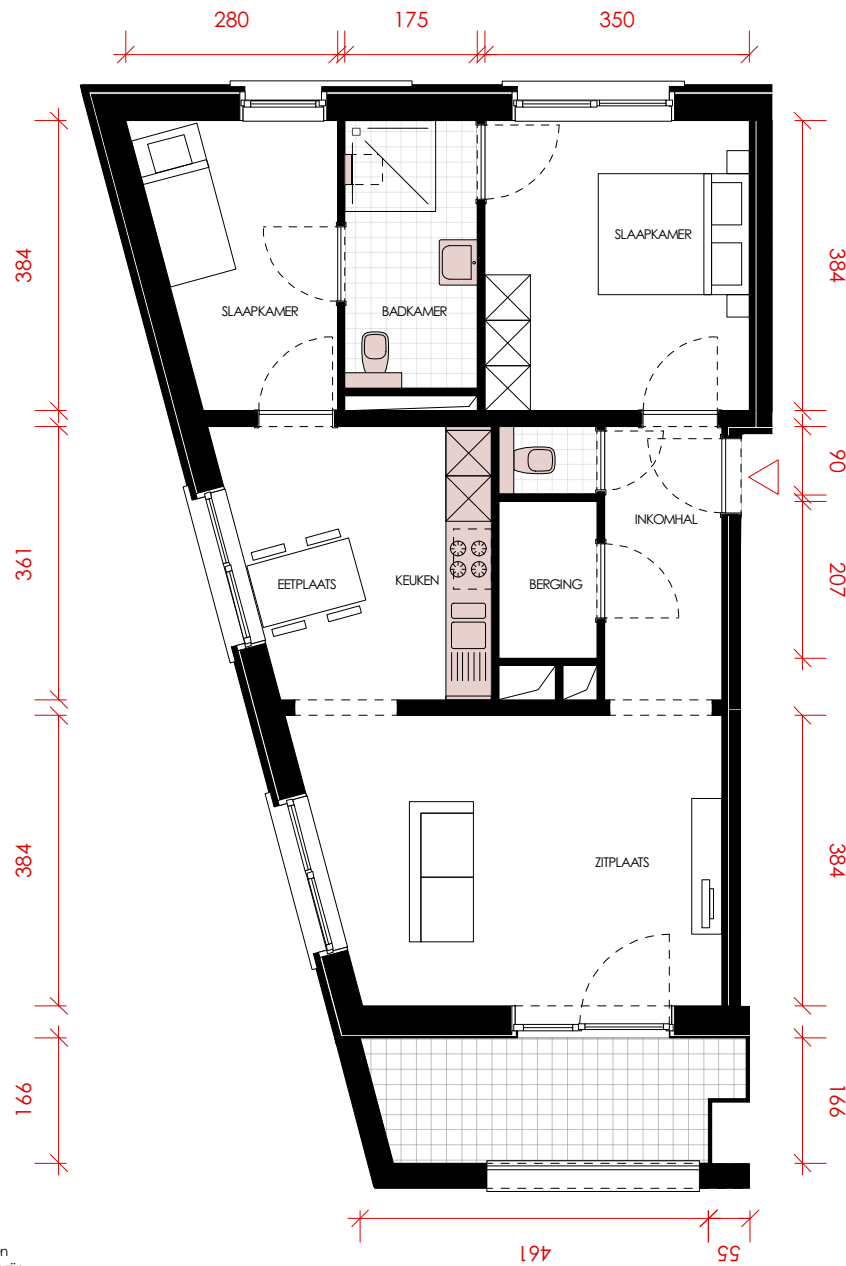 280 175 350
384 384
SLAAPKAMER
SLAAPKAMER BADKAMER
90
INKOMHAL
361
EETPLAATS KEUKEN BERGING
207
384 ZITPLAATS 384
166 166
461 55